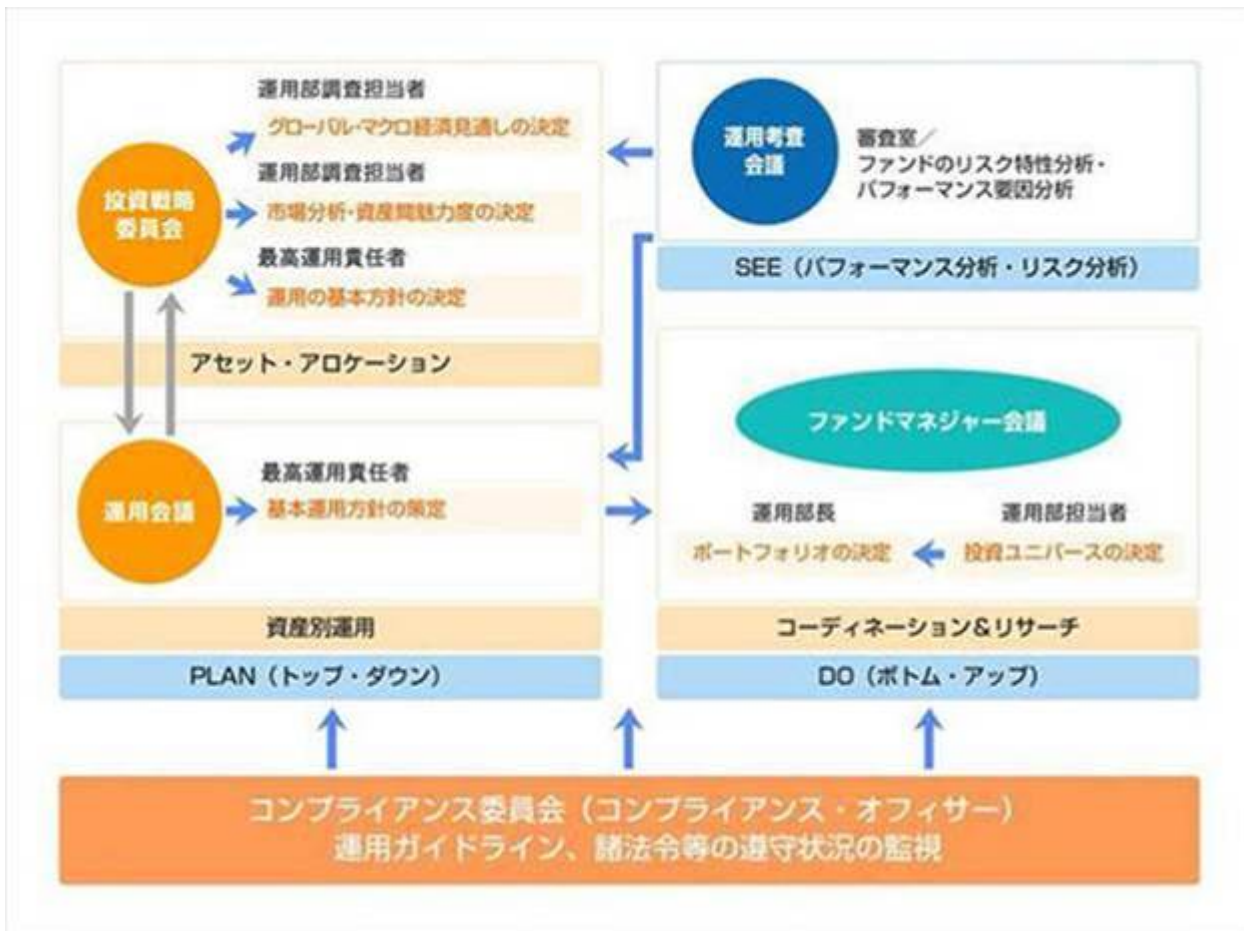 投資戦略
委員会
運用部調査担当者
グローバル・マクロ経済見通しの決定
運用部調査担当者
市場分析・資産間魅力度の決定
最高運用責任者
運用の基本方針の決定
アセット・アロケーション
運用会議
最高運用責任者
基本運用方針の策定
資産別運用
PLAN（トップ・ダウン）
運用考査
会議
審査室／
ファンドのリスク特性分析・
パフォーマンス要因分析
SEE（パフォーマンス分析・リスク分析）
ファンドマネジャー会議
運用部長
ポートフォリオの決定
運用部担当者
投資ユニバースの決定
コーディネーション&リサーチ
DO（ボトム・アップ）
コンプライアンス委員会（コンプライアンス・オフィサー）
運用ガイドライン、諸法令等の遵守状況の監視